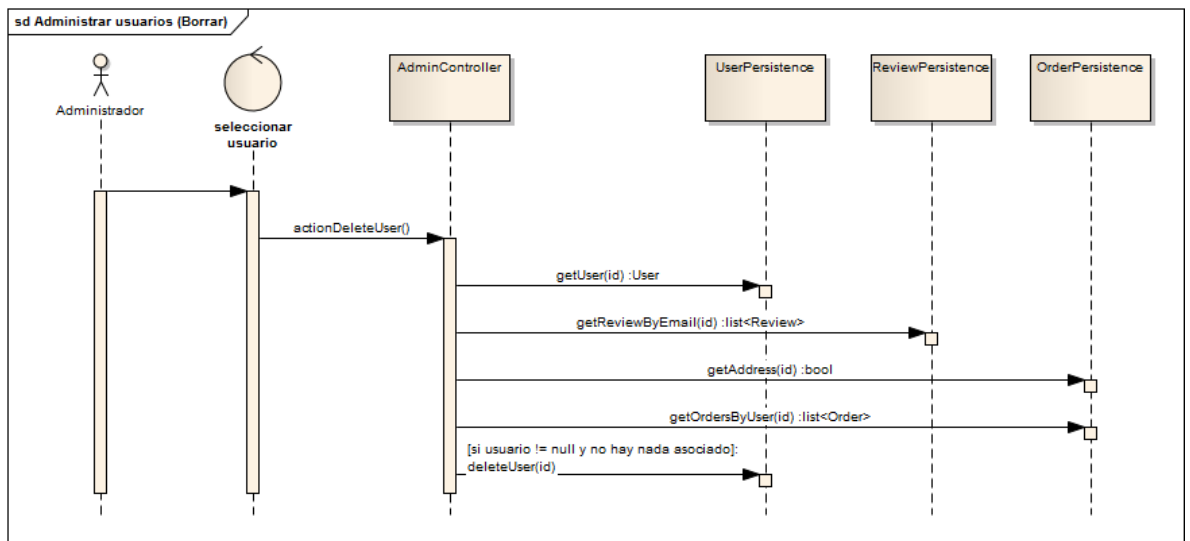 sd Administrar usuarios (Borrar)
Administrador
seleccionar
usuario
AdminController
UserPersistence
ReviewPersistence
OrderPersistence
actionDeleteUser()
getUser(id) :User
getReviewByEmail(id) :list<Review>
getAddress(id) :bool
getOrdersByUser(id) :list<Order>
[si usuario != null y no hay nada asociado]:
deleteUser(id)